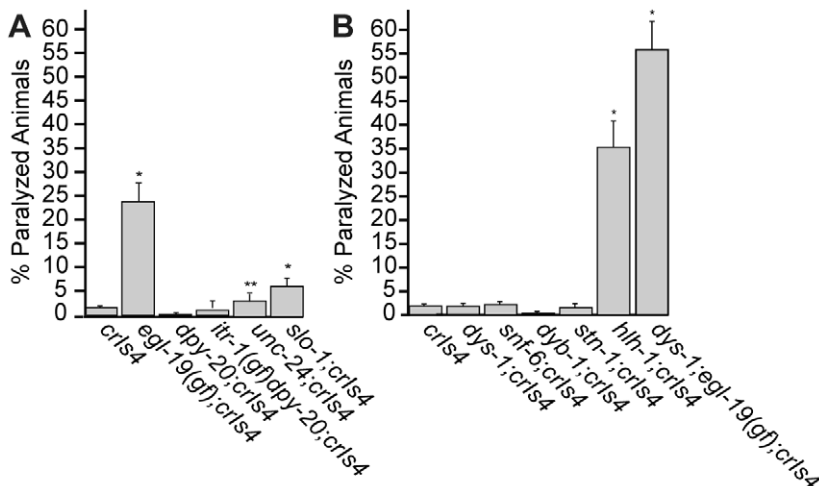 A
% Paralyzed Animals
60
55
50
45
40
35
30
25
20
15
10
5
0
*
**
*
crIs4
egl-19(gf);crIs4
dpy-20;crIs4
itr-1(gf)dpy-20;crIs4
unc-24;crIs4
slo-1;crIs4
B
% Paralyzed Animals
60
55
50
45
40
35
30
25
20
15
10
5
0
*
*
crIs4
dys-1;crIs4
snf-6;crIs4
dyb-1;crIs4
stn-1;crIs4
hlh-1;crIs4
dys-1;egl-19(gf);crIs4